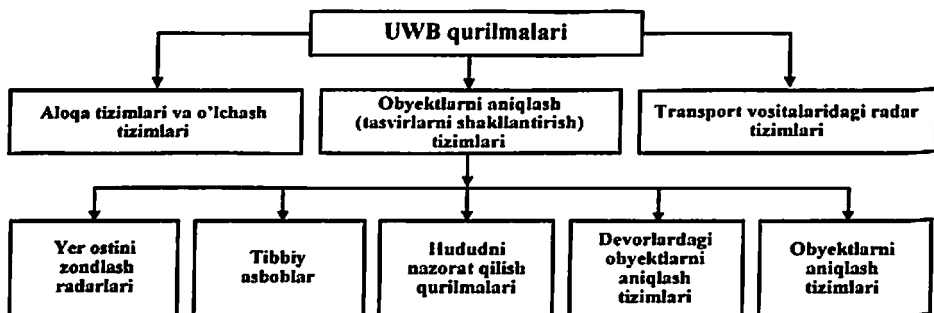 UWB qurilmalari
Aloqa tizimlari va o'lchash
tizimlari
Obyektlarni aniqlash
(tasvirlarni shakllantirish)
tizimlari
Transport vositalaridagi radar
tizimlari
Yer ostini
zondlash
radarlari
Tibbiy
asboblar
Hududni
nazorat qilish
qurilmalari
Devorlardagi
obyektlarni
aniqlash
tizimlari
Obyektlarni
aniqlash
tizimlari